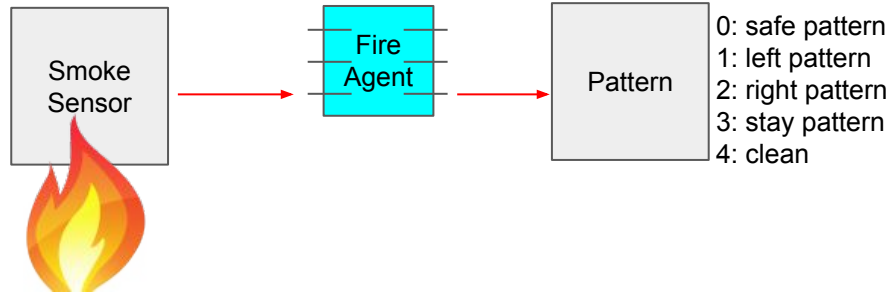 Smoke
Sensor
Fire
Agent
Pattern
0: safe pattern
1: left pattern
2: right pattern
3: stay pattern
4: clean